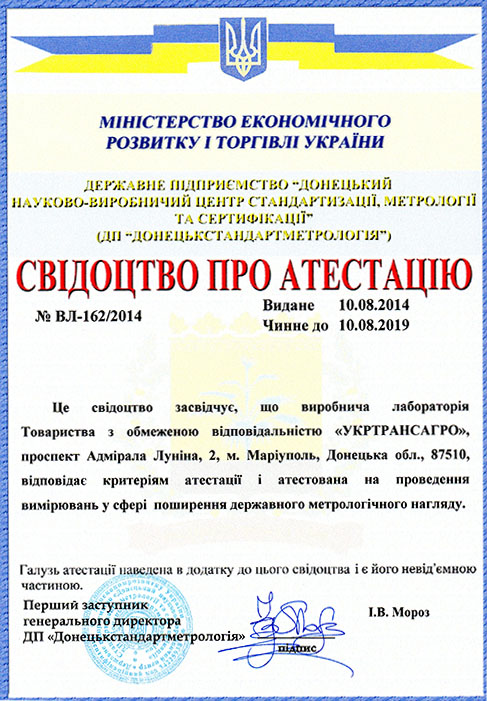 МІНІСТЕРСТВО ЕКОНОМІЧНОГО
РОЗВИТКУ І ТОРГІВЛІ УКРАЇНИ
ДЕРЖАВНЕ ПІДПРИЄМСТВО "ДОНЕЦЬКИЙ
НАУКОВО-ВИРОБНИЧИЙ ЦЕНТР СТАНДАРТИЗАЦІЇ, МЕТРОЛОГІЇ
ТА СЕРТИФІКАЦІЇ"
(ДП "ДОНЕЦЬКСТАНДАРТМЕТРОЛОГІЯ")
СВІДОЦТВО ПРО АТЕСТАЦІЮ
№ ВЛ-162/2014
Видане 10.08.2014
Чинне до 10.08.2019
Це свідоцтво засвідчує, що виробнича лабораторія
Товариства з обмеженою відповідальністю «УКРТРАНСАГРО»,
проспект Адмірала Луніна, 2, м. Маріуполь, Донецька обл., 87510,
відповідає критеріям атестації і атестована на проведення
вимірювань у сфері поширення державного метрологічного нагляду.
Галузь атестації наведена в додатку до цього свідоцтва і є його невід'ємною
частиною.
Перший заступник
генерального директора
ДП «Донецькстандартметрологія»
І.В. Мороз
підпис